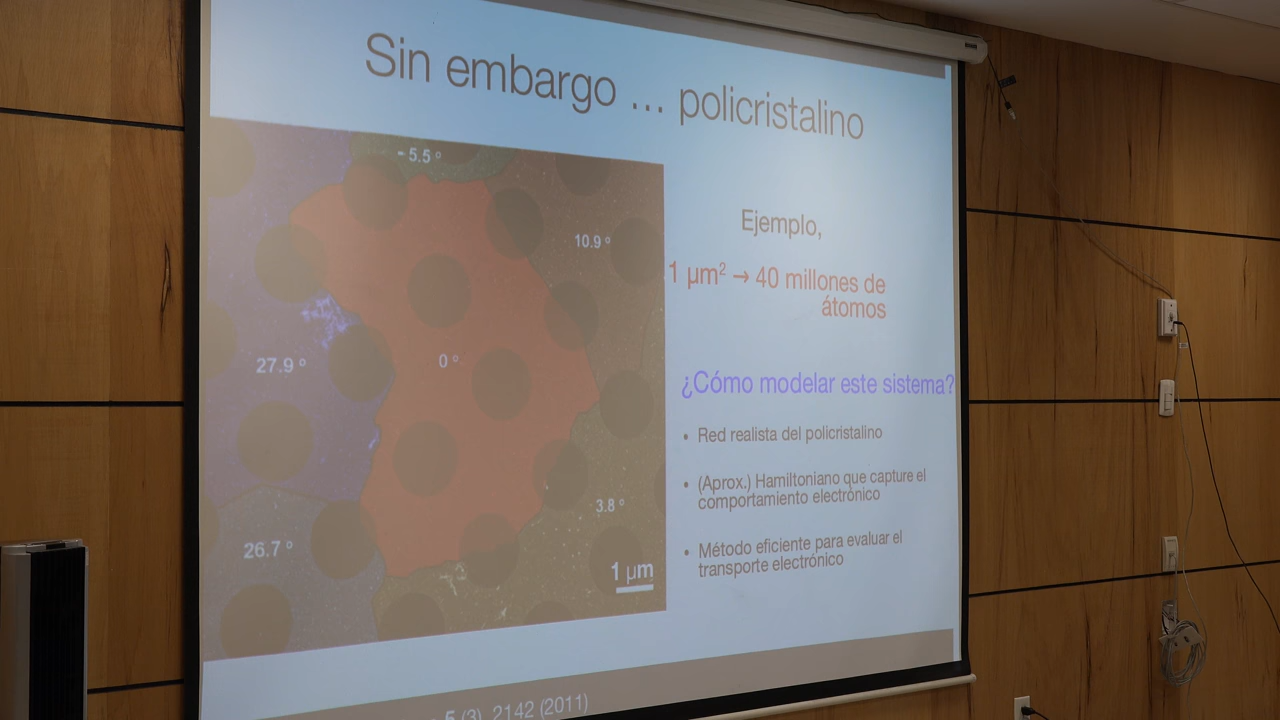 Sin embargo ... policristalino
- 5.5 º
10.9 º
27.9 º
0 º
3.8 º
26.7 º
1 µm
Ejemplo,
1 µm² → 40 millones de
átomos
¿Cómo modelar este sistema?
• Red realista del policristalino
• (Aprox.) Hamiltoniano que capture el
comportamiento electrónico
• Método eficiente para evaluar el
transporte electrónico
5 (3), 2142 (2011)